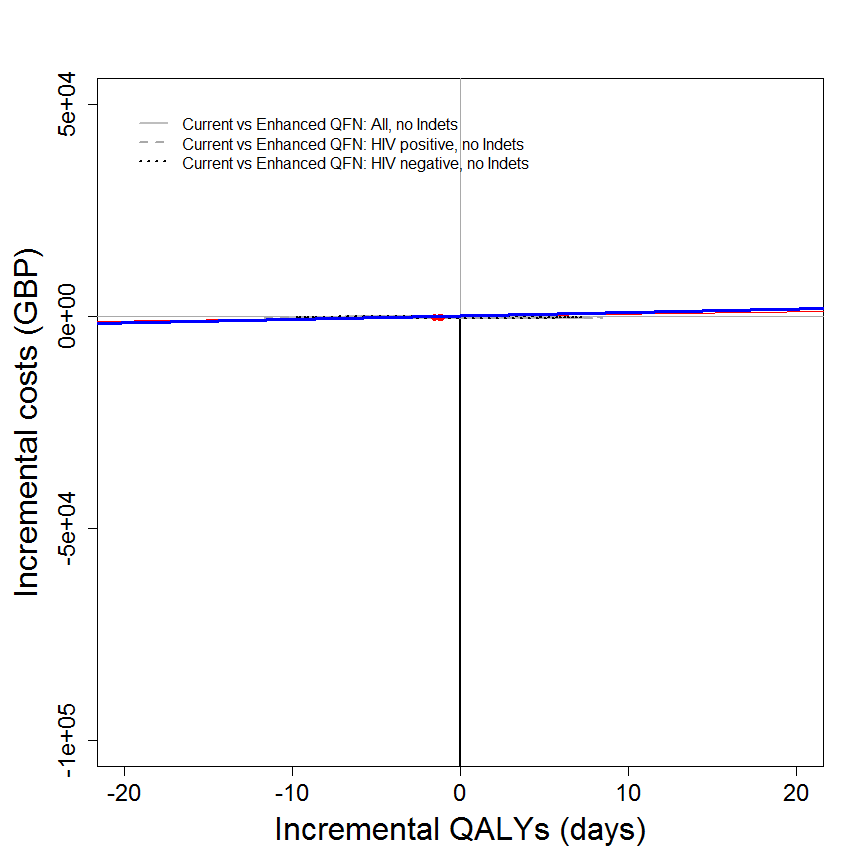 Current vs Enhanced QFN: All, no Indets
Current vs Enhanced QFN: HIV positive, no Indets
Current vs Enhanced QFN: HIV negative, no Indets
Incremental costs (GBP)
5e+04
0e+00
-5e+04
-1e+05
-20 -10 0 10 20
Incremental QALYs (days)